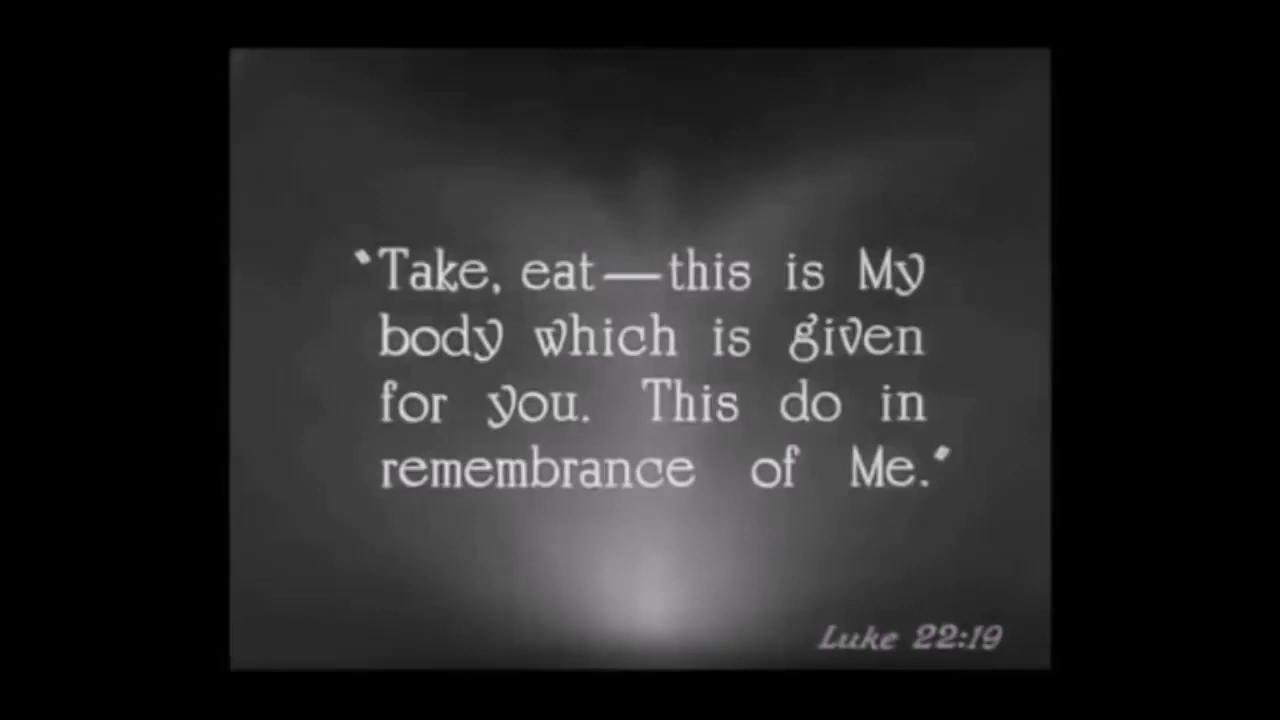 "Take, eat—this is My
body which is given
for you. This do in
remembrance of Me."
Luke 22:19